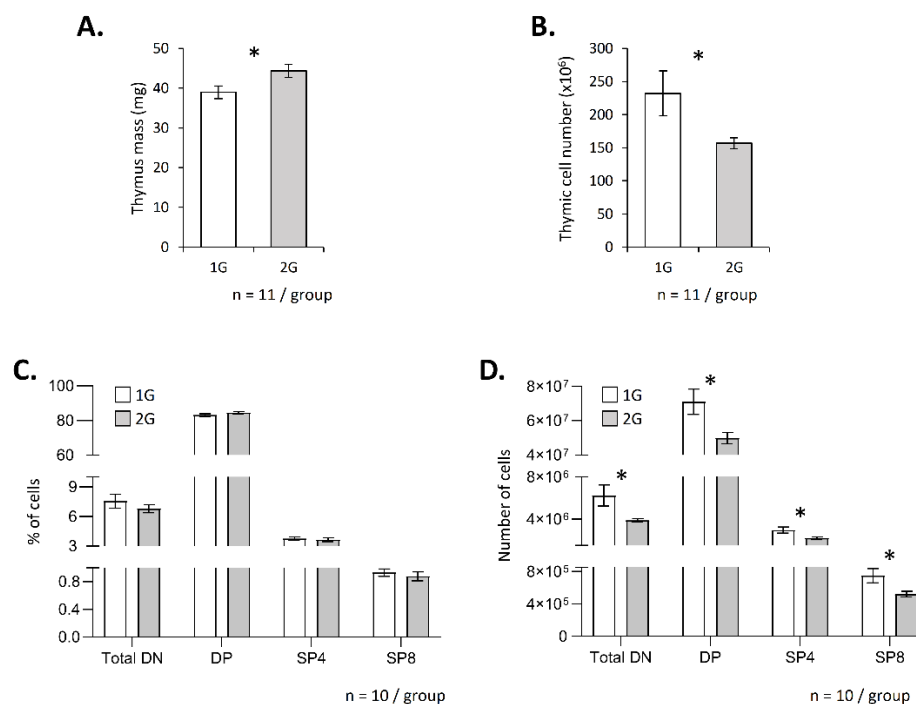 A.
Thymus mass (mg)
50
40
30
20
10
0
*
1G
2G
n = 11 / group
B.
Thymic cell number (x10⁶)
300
250
200
150
100
50
0
*
1G
2G
n = 11 / group
C.
% of cells
100
80
60
9
6
3
0.8
0.4
0.0
1G
2G
Total DN
DP
SP4
SP8
n = 10 / group
D.
Number of cells
8×10⁷
6×10⁷
4×10⁷
8×10⁶
4×10⁶
8×10⁵
4×10⁵
0
1G
2G
*
*
*
*
Total DN
DP
SP4
SP8
n = 10 / group